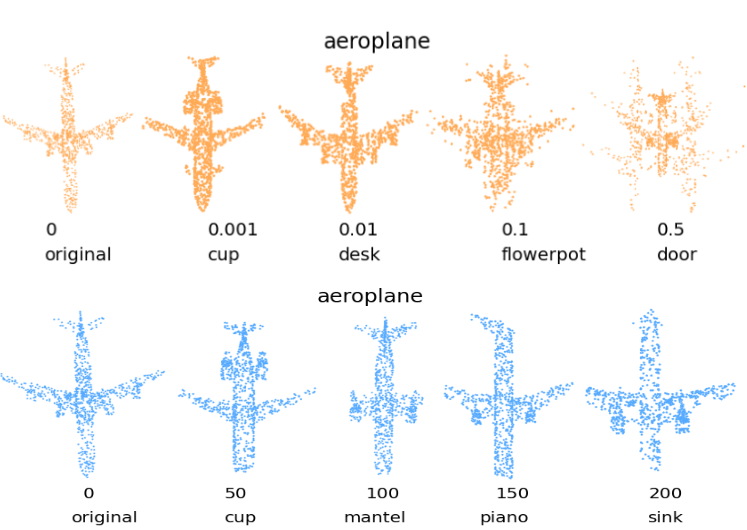 aeroplane
0 0.001 0.01 0.1 0.5
original cup desk flowerpot door
aeroplane
0 50 100 150 200
original cup mantel piano sink